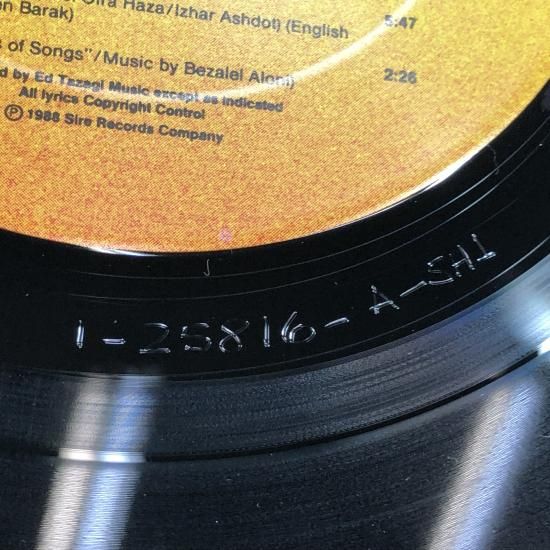 Ofra Haza/Izhar Ashdot) (English
Barak) 5:47
of Songs"/Music by Bezalel Aloni) 2:26
by Ed Tazagi Music except as indicated
All lyrics Copyright Control
Ⓟ 1988 Sire Records Company
1-25816-A-SH1